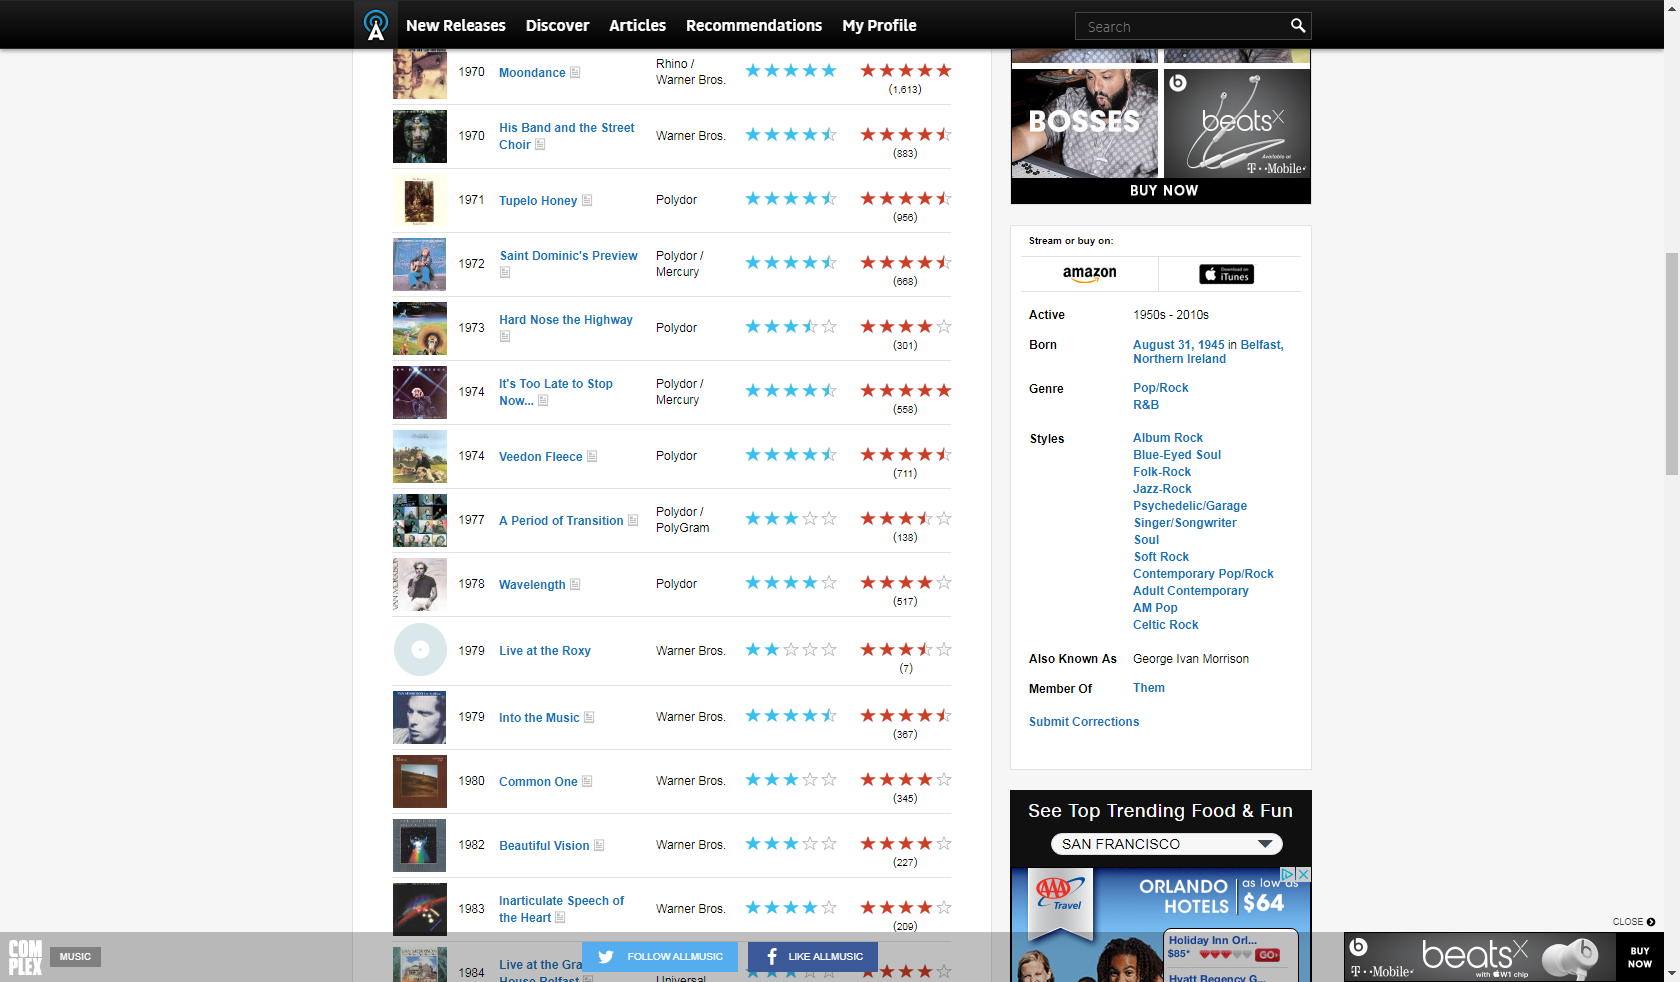 New Releases Discover Articles Recommendations My Profile Search
1970 Moondance Rhino /
Warner Bros. (1,613)
1970 His Band and the Street
Choir Warner Bros. (883)
1971 Tupelo Honey Polydor (956)
1972 Saint Dominic's Preview Polydor /
Mercury (668)
1973 Hard Nose the Highway Polydor (301)
1974 It's Too Late to Stop
Now... Polydor /
Mercury (558)
1974 Veedon Fleece Polydor (711)
1977 A Period of Transition Polydor /
PolyGram (138)
1978 Wavelength Polydor (517)
1979 Live at the Roxy Warner Bros. (7)
1979 Into the Music Warner Bros. (367)
1980 Common One Warner Bros. (345)
1982 Beautiful Vision Warner Bros. (227)
1983 Inarticulate Speech of
the Heart Warner Bros. (209)
1984 Live at the Gra
House Belfast Universal
BOSSES
beatsx
Available at
T··Mobile·
BUY NOW
Stream or buy on:
amazon Download on
iTunes
Active 1950s - 2010s
Born August 31, 1945 in Belfast,
Northern Ireland
Genre Pop/Rock
R&B
Styles Album Rock
Blue-Eyed Soul
Folk-Rock
Jazz-Rock
Psychedelic/Garage
Singer/Songwriter
Soul
Soft Rock
Contemporary Pop/Rock
Adult Contemporary
AM Pop
Celtic Rock
Also Known As George Ivan Morrison
Member Of Them
Submit Corrections
See Top Trending Food & Fun
SAN FRANCISCO
AAA
Travel
ORLANDO
HOTELS
as low as
$64
Holiday Inn Orl...
$85* GO
Hyatt Regency G...
CLOSE
COM
PLEX
MUSIC
FOLLOW ALLMUSIC
LIKE ALLMUSIC
T··Mobile·
beatsx
with W1 chip
BUY
NOW